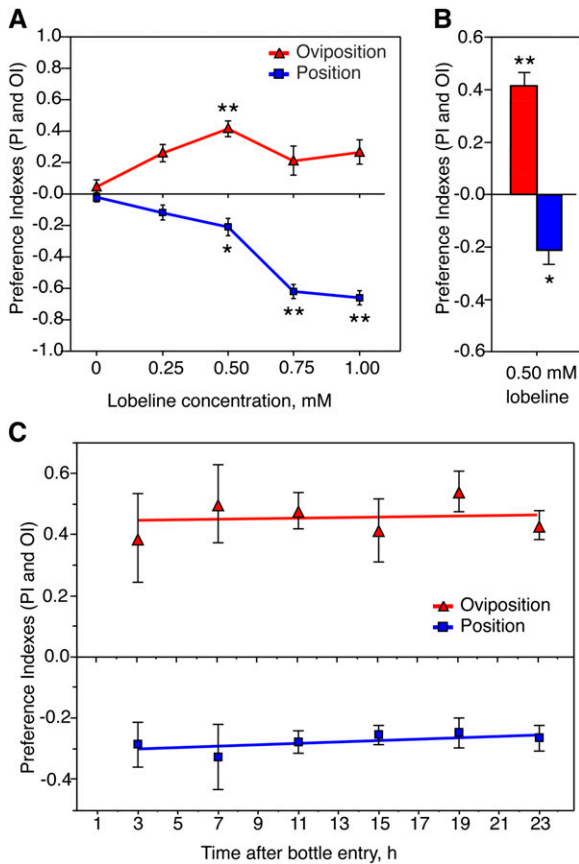 A
Preference Indexes (PI and OI)
1.0
0.8
0.6
0.4
0.2
-0.0
-0.2
-0.4
-0.6
-0.8
-1.0
Oviposition
Position
**
*
**
**
0
0.25
0.50
0.75
1.00
Lobeline concentration, mM
B
Preference Indexes (PI and OI)
0.6
0.4
0.2
-0.0
-0.2
-0.4
-0.6
**
*
0.50 mM
lobeline
C
Preference Indexes (PI and OI)
0.6
0.4
0.2
0.0
-0.2
-0.4
Oviposition
Position
1 3 5 7 9 11 13 15 17 19 21 23
Time after bottle entry, h